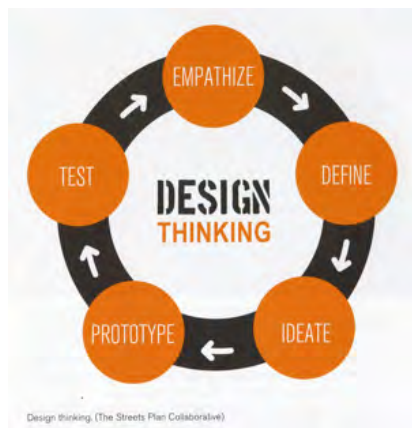 EMPATHIZE
DEFINE
IDEATE
PROTOTYPE
TEST
DESIGN
THINKING
Design thinking. (The Streets Plan Collaborative)